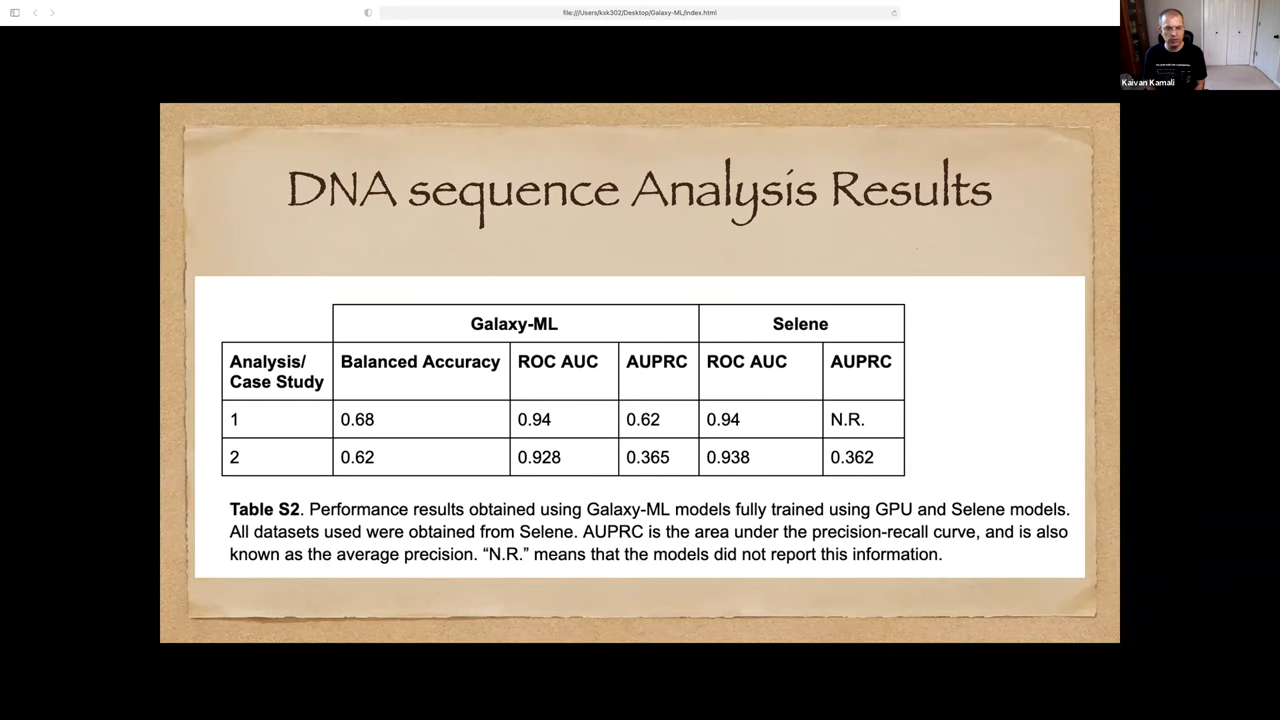 file:///Users/kxk302/Desktop/Galaxy-ML/index.html
Kaivan Kamali
DNA sequence Analysis Results
Galaxy-ML Selene
Analysis/ Balanced Accuracy ROC AUC AUPRC ROC AUC AUPRC
Case Study
1 0.68 0.94 0.62 0.94 N.R.
2 0.62 0.928 0.365 0.938 0.362
Table S2. Performance results obtained using Galaxy-ML models fully trained using GPU and Selene models.
All datasets used were obtained from Selene. AUPRC is the area under the precision-recall curve, and is also
known as the average precision. “N.R.” means that the models did not report this information.